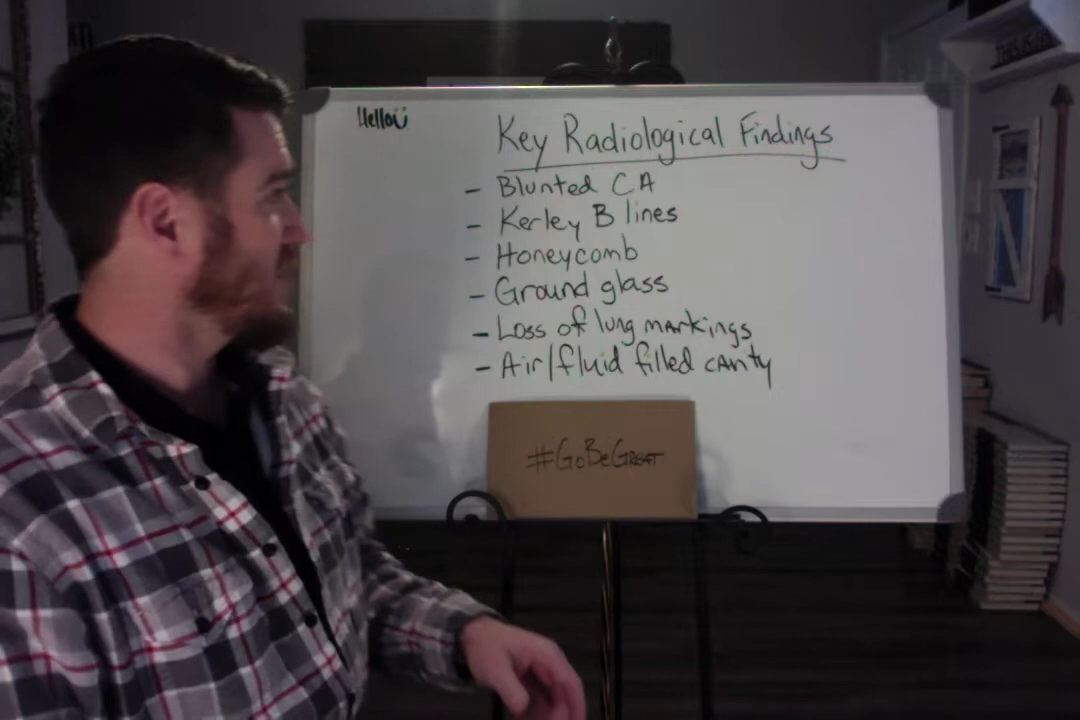 Hello
Key Radiological Findings
- Blunted CA
- Kerley B lines
- Honeycomb
- Ground glass
- Loss of lung markings
- Air/fluid filled cavity
#GoBeGreat